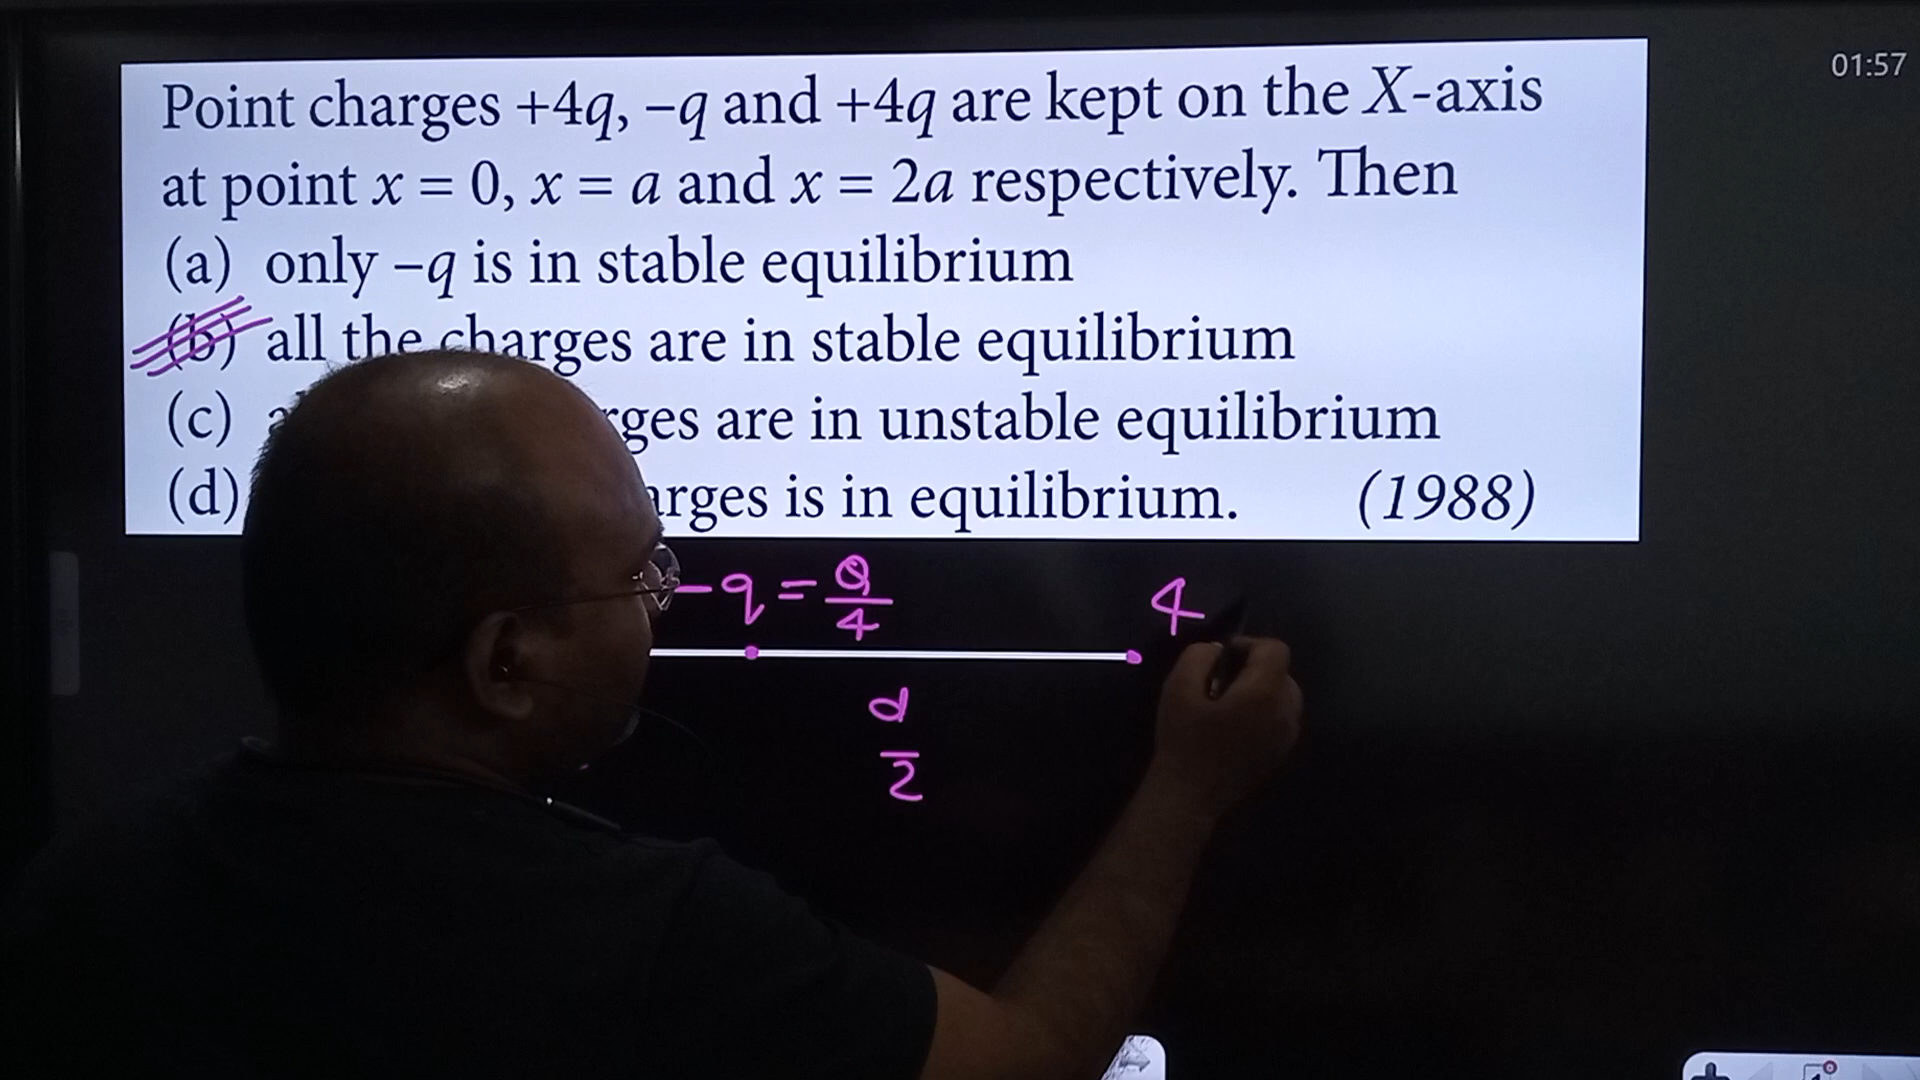 01:57
Point charges +4q, –q and +4q are kept on the X-axis
at point x = 0, x = a and x = 2a respectively. Then
(a) only –q is in stable equilibrium
(b) all the charges are in stable equilibrium
(c) are in unstable equilibrium
(d) is in equilibrium. (1988)
-q = Q/4
4
d/2